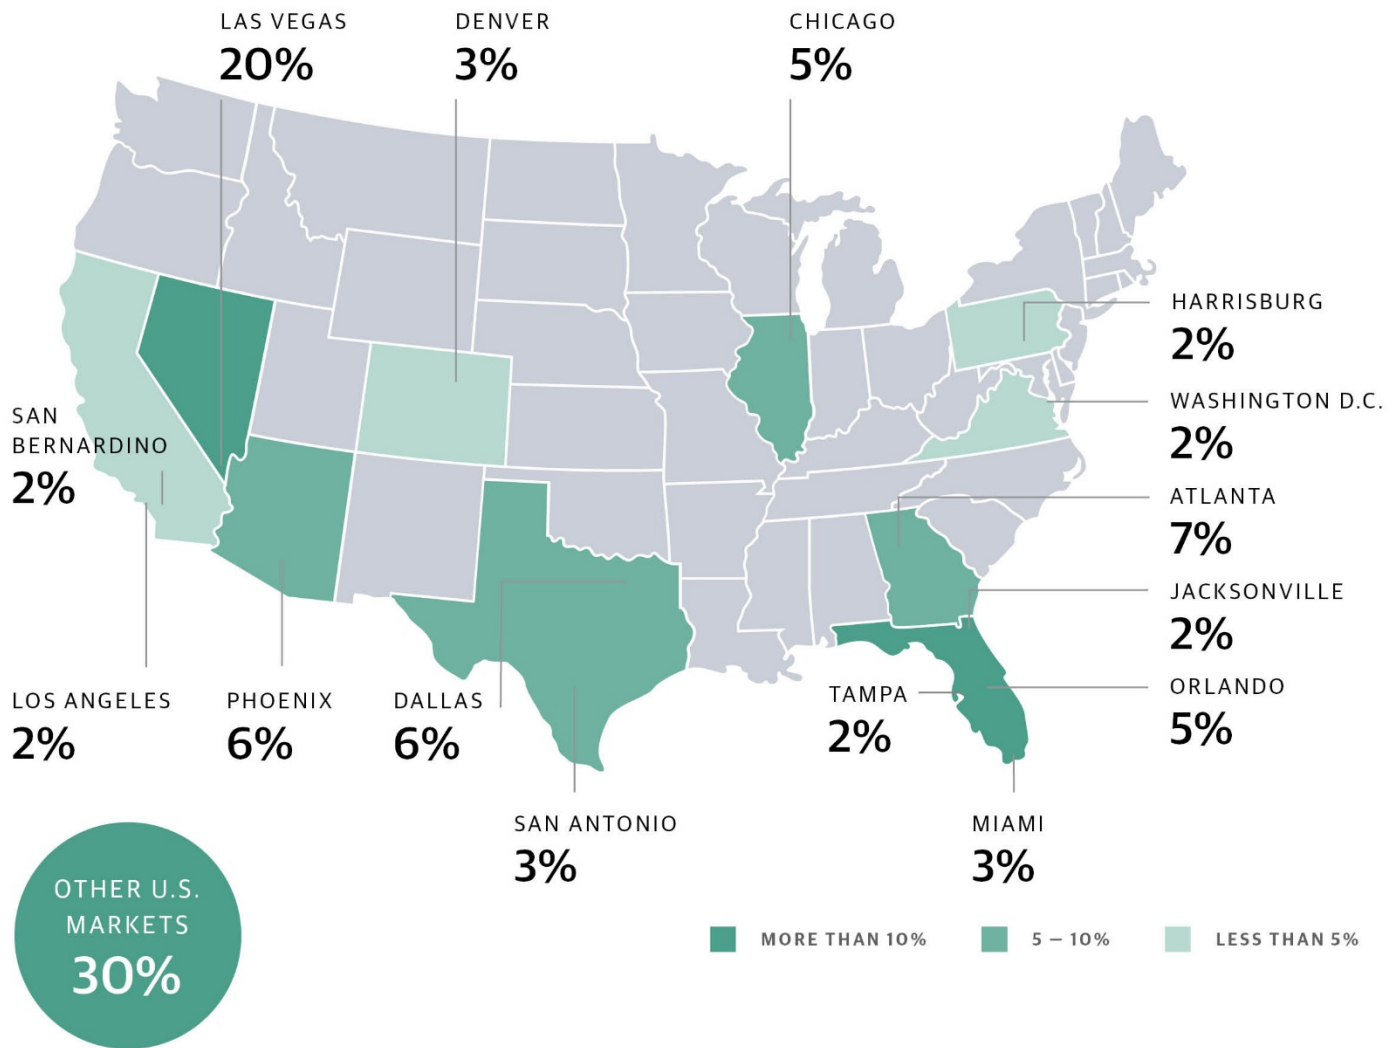 LAS VEGAS
20%
DENVER
3%
CHICAGO
5%
HARRISBURG
2%
WASHINGTON D.C.
2%
ATLANTA
7%
JACKSONVILLE
2%
ORLANDO
5%
SAN
BERNARDINO
2%
LOS ANGELES
2%
PHOENIX
6%
DALLAS
6%
TAMPA
2%
SAN ANTONIO
3%
MIAMI
3%
OTHER U.S.
MARKETS
30%
MORE THAN 10%
5 – 10%
LESS THAN 5%